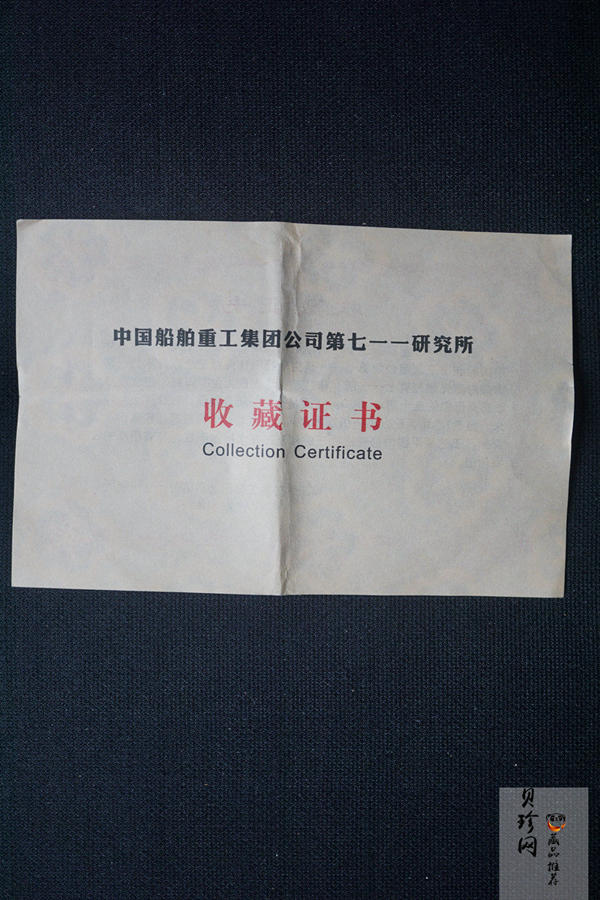 中国船舶重工集团公司第七一一研究所
收藏证书
Collection Certificate
贝珍网
藏品推荐